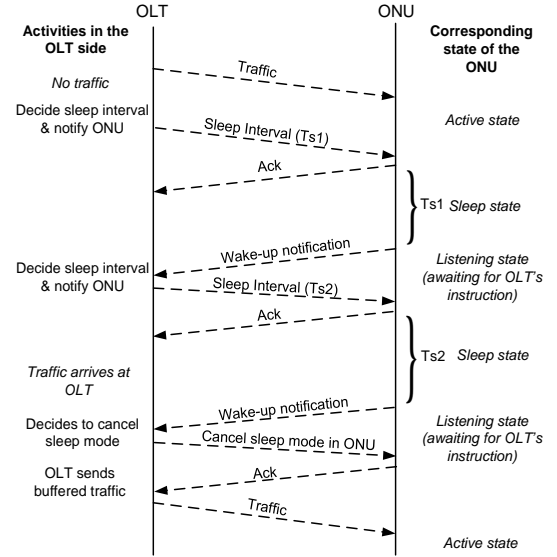 OLT
ONU
Activities in the
OLT side
Corresponding
state of the
ONU
Traffic
No traffic
Decide sleep interval
& notify ONU
Active state
Sleep Interval (Ts1)
Ack
Ts1 Sleep state
Wake-up notification
Listening state
(awaiting for OLT's
instruction)
Decide sleep interval
& notify ONU
Sleep Interval (Ts2)
Ack
Ts2 Sleep state
Traffic arrives at
OLT
Wake-up notification
Decides to cancel
sleep mode
Listening state
(awaiting for OLT's
instruction)
Cancel sleep mode in ONU
Ack
OLT sends
buffered traffic
Traffic
Active state